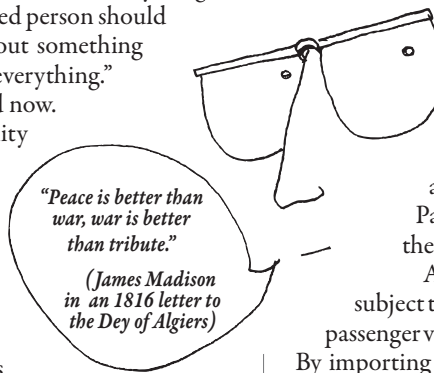 ed person should
out something
everything.”
d now.
ity
“Peace is better than
war, war is better
than tribute.”
(James Madison
in an 1816 letter to
the Dey of Algiers)
a
Pa
the
A
subject t
passenger v
By importing